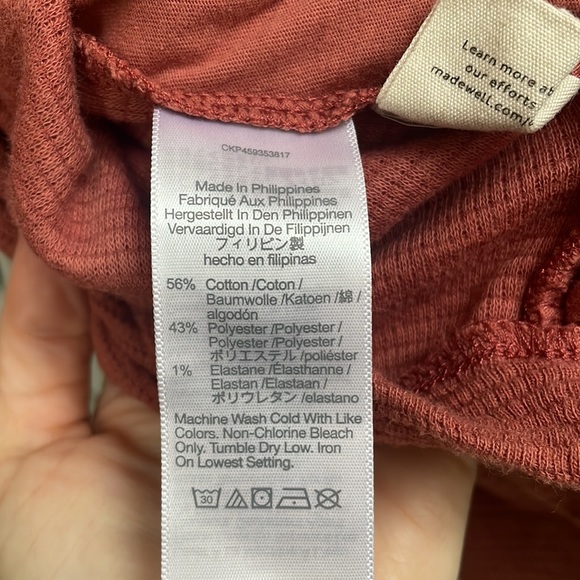 Learn more a
our efforts
madewell.com/
CKP459353817
Made In Philippines
Fabriqué Aux Philippines
Hergestellt In Den Philippinen
Vervaardigd In De Filippijnen
フィリピン製
hecho en filipinas
56% Cotton /Coton /
Baumwolle /Katoen /綿 /
algodón
43% Polyester /Polyester /
Polyester /Polyester /
ポリエステル /poliéster
1% Elastane /Élasthanne /
Elastan /Elastaan /
ポリウレタン /elastano
Machine Wash Cold With Like
Colors. Non-Chlorine Bleach
Only. Tumble Dry Low. Iron
On Lowest Setting.
30